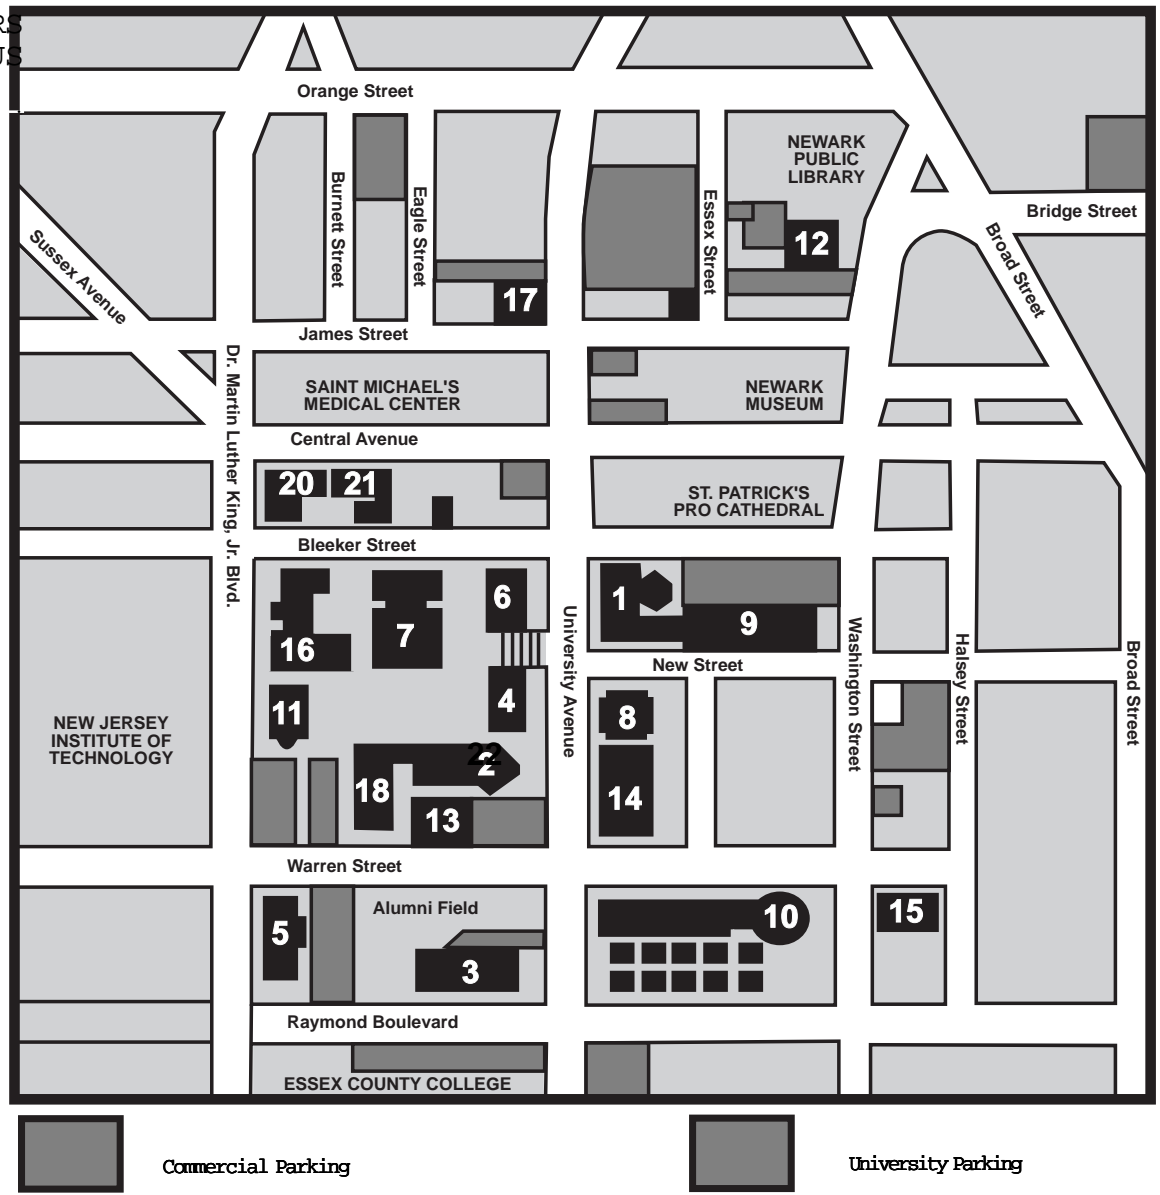 RS
US
Orange Street
NEWARK
PUBLIC
LIBRARY
Burnett Street
Eagle Street
Essex Street
Bridge Street
Broad Street
Sussex Avenue
12
17
James Street
Dr. Martin Luther King, Jr. Blvd.
SAINT MICHAEL'S
MEDICAL CENTER
NEWARK
MUSEUM
Central Avenue
20
21
ST. PATRICK'S
PRO CATHEDRAL
Bleeker Street
6
1
16
7
9
University Avenue
Washington Street
Halsey Street
Broad Street
New Street
4
11
8
NEW JERSEY
INSTITUTE OF
TECHNOLOGY
22
2
18
14
13
Warren Street
Alumni Field
5
10
15
3
Raymond Boulevard
ESSEX COUNTY COLLEGE
Commercial Parking
University Parking